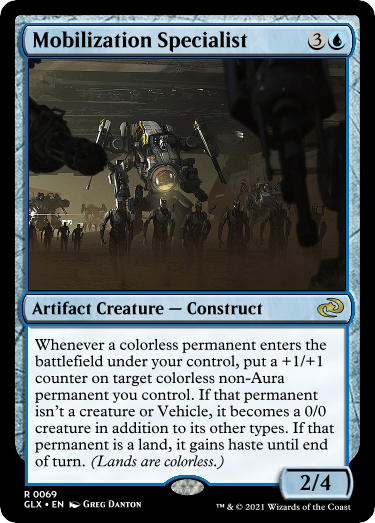 Mobilization Specialist 3
Artifact Creature — Construct
Whenever a colorless permanent enters the
battlefield under your control, put a +1/+1
counter on target colorless non-Aura
permanent you control. If that permanent
isn't a creature or Vehicle, it becomes a 0/0
creature in addition to its other types. If that
permanent is a land, it gains haste until end
of turn. (Lands are colorless.)
2/4
R 0069
GLX • EN Greg Danton
™ & © 2021 Wizards of the Coast